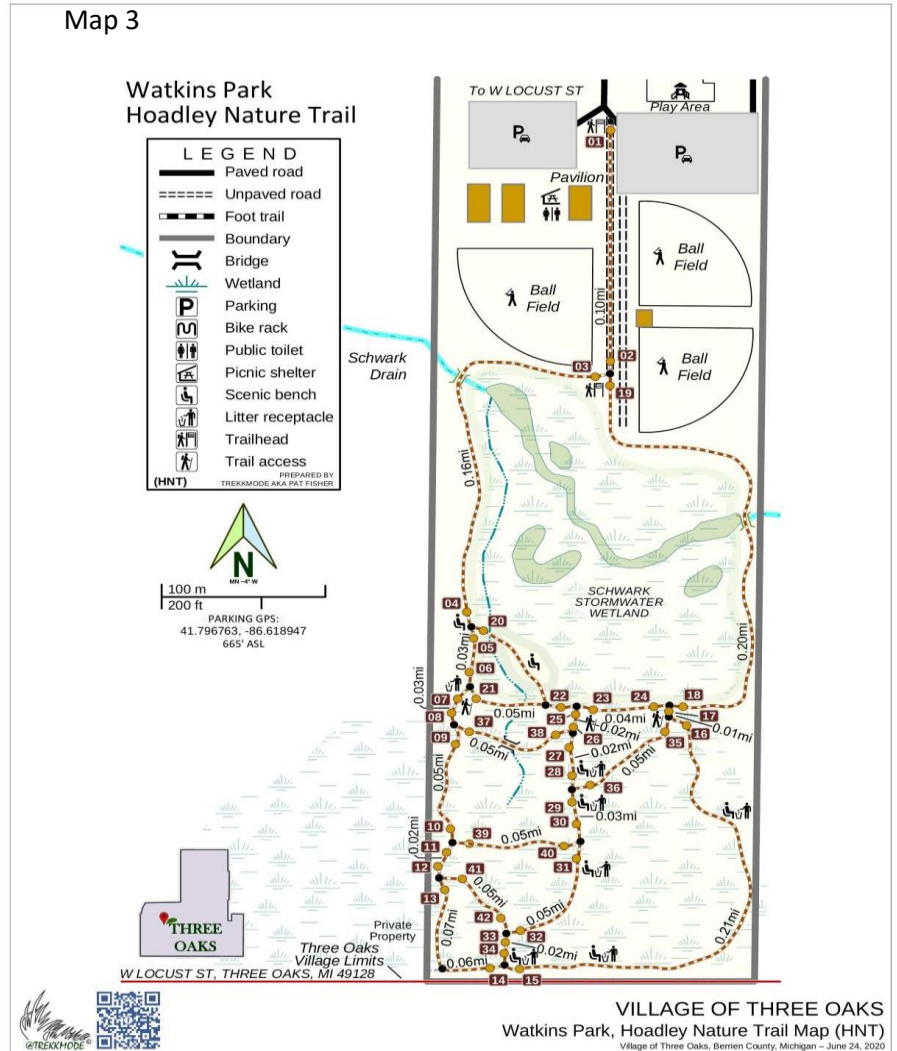 Map 3
Watkins Park
Hoadley Nature Trail
LEGEND
Paved road
Unpaved road
Foot trail
Boundary
Bridge
Wetland
P Parking
Bike rack
Public toilet
Picnic shelter
Scenic bench
Litter receptacle
Trailhead
Trail access
(HNT)
PREPARED BY
TREKKMODE AKA PAT FISHER
N
MN ~4° W
100 m
200 ft
PARKING GPS:
41.796763, -86.618947
665' ASL
To W LOCUST ST
Play Area
P
P
01
Pavilion
Ball
Field
Ball
Field
0.10mi
Schwark
Drain
03
02
Ball
Field
19
0.16mi
SCHWARK
STORMWATER
WETLAND
04
20
05
0.03mi
06
0.20mi
0.03mi
21
07
22
23
24
18
08
0.05mi
25
0.04mi
17
37
38
0.02mi
0.01mi
09
26
16
0.05mi
27
0.02mi
35
0.05mi
28
0.05mi
36
29
0.03mi
10
30
0.02mi
39
0.05mi
11
40
12
31
41
13
0.05mi
42
0.05mi
0.07mi
33
32
34
0.02mi
0.21mi
0.06mi
14
15
Private
Property
THREE
OAKS
Three Oaks
Village Limits
W LOCUST ST, THREE OAKS, MI 49128
@TREKKMODE ©
VILLAGE OF THREE OAKS
Watkins Park, Hoadley Nature Trail Map (HNT)
Village of Three Oaks, Berrien County, Michigan – June 24, 2020